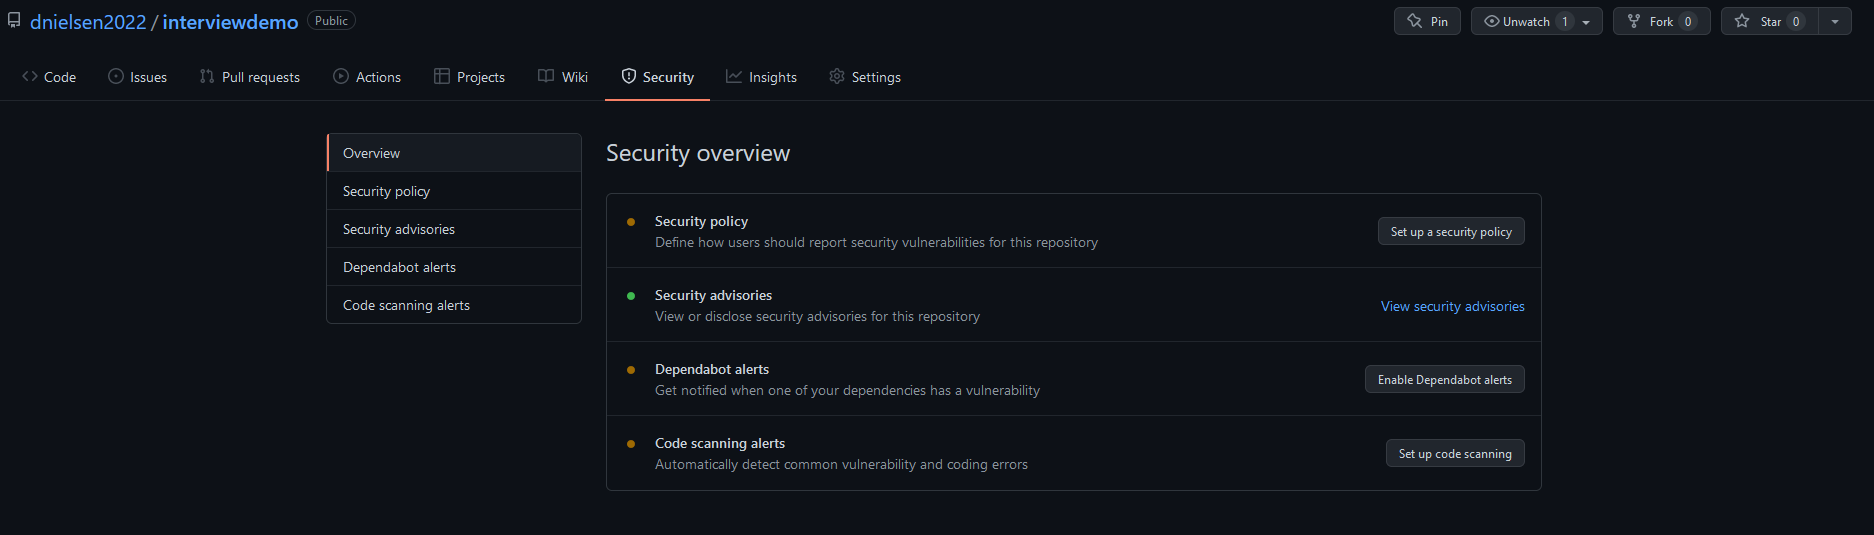 dnielsen2022 / interviewdemo Public
Pin Unwatch 1 Fork 0 Star 0
Code Issues Pull requests Actions Projects Wiki Security Insights Settings
Overview
Security policy
Security advisories
Dependabot alerts
Code scanning alerts
Security overview
Security policy
Define how users should report security vulnerabilities for this repository
Set up a security policy
Security advisories
View or disclose security advisories for this repository
View security advisories
Dependabot alerts
Get notified when one of your dependencies has a vulnerability
Enable Dependabot alerts
Code scanning alerts
Automatically detect common vulnerability and coding errors
Set up code scanning